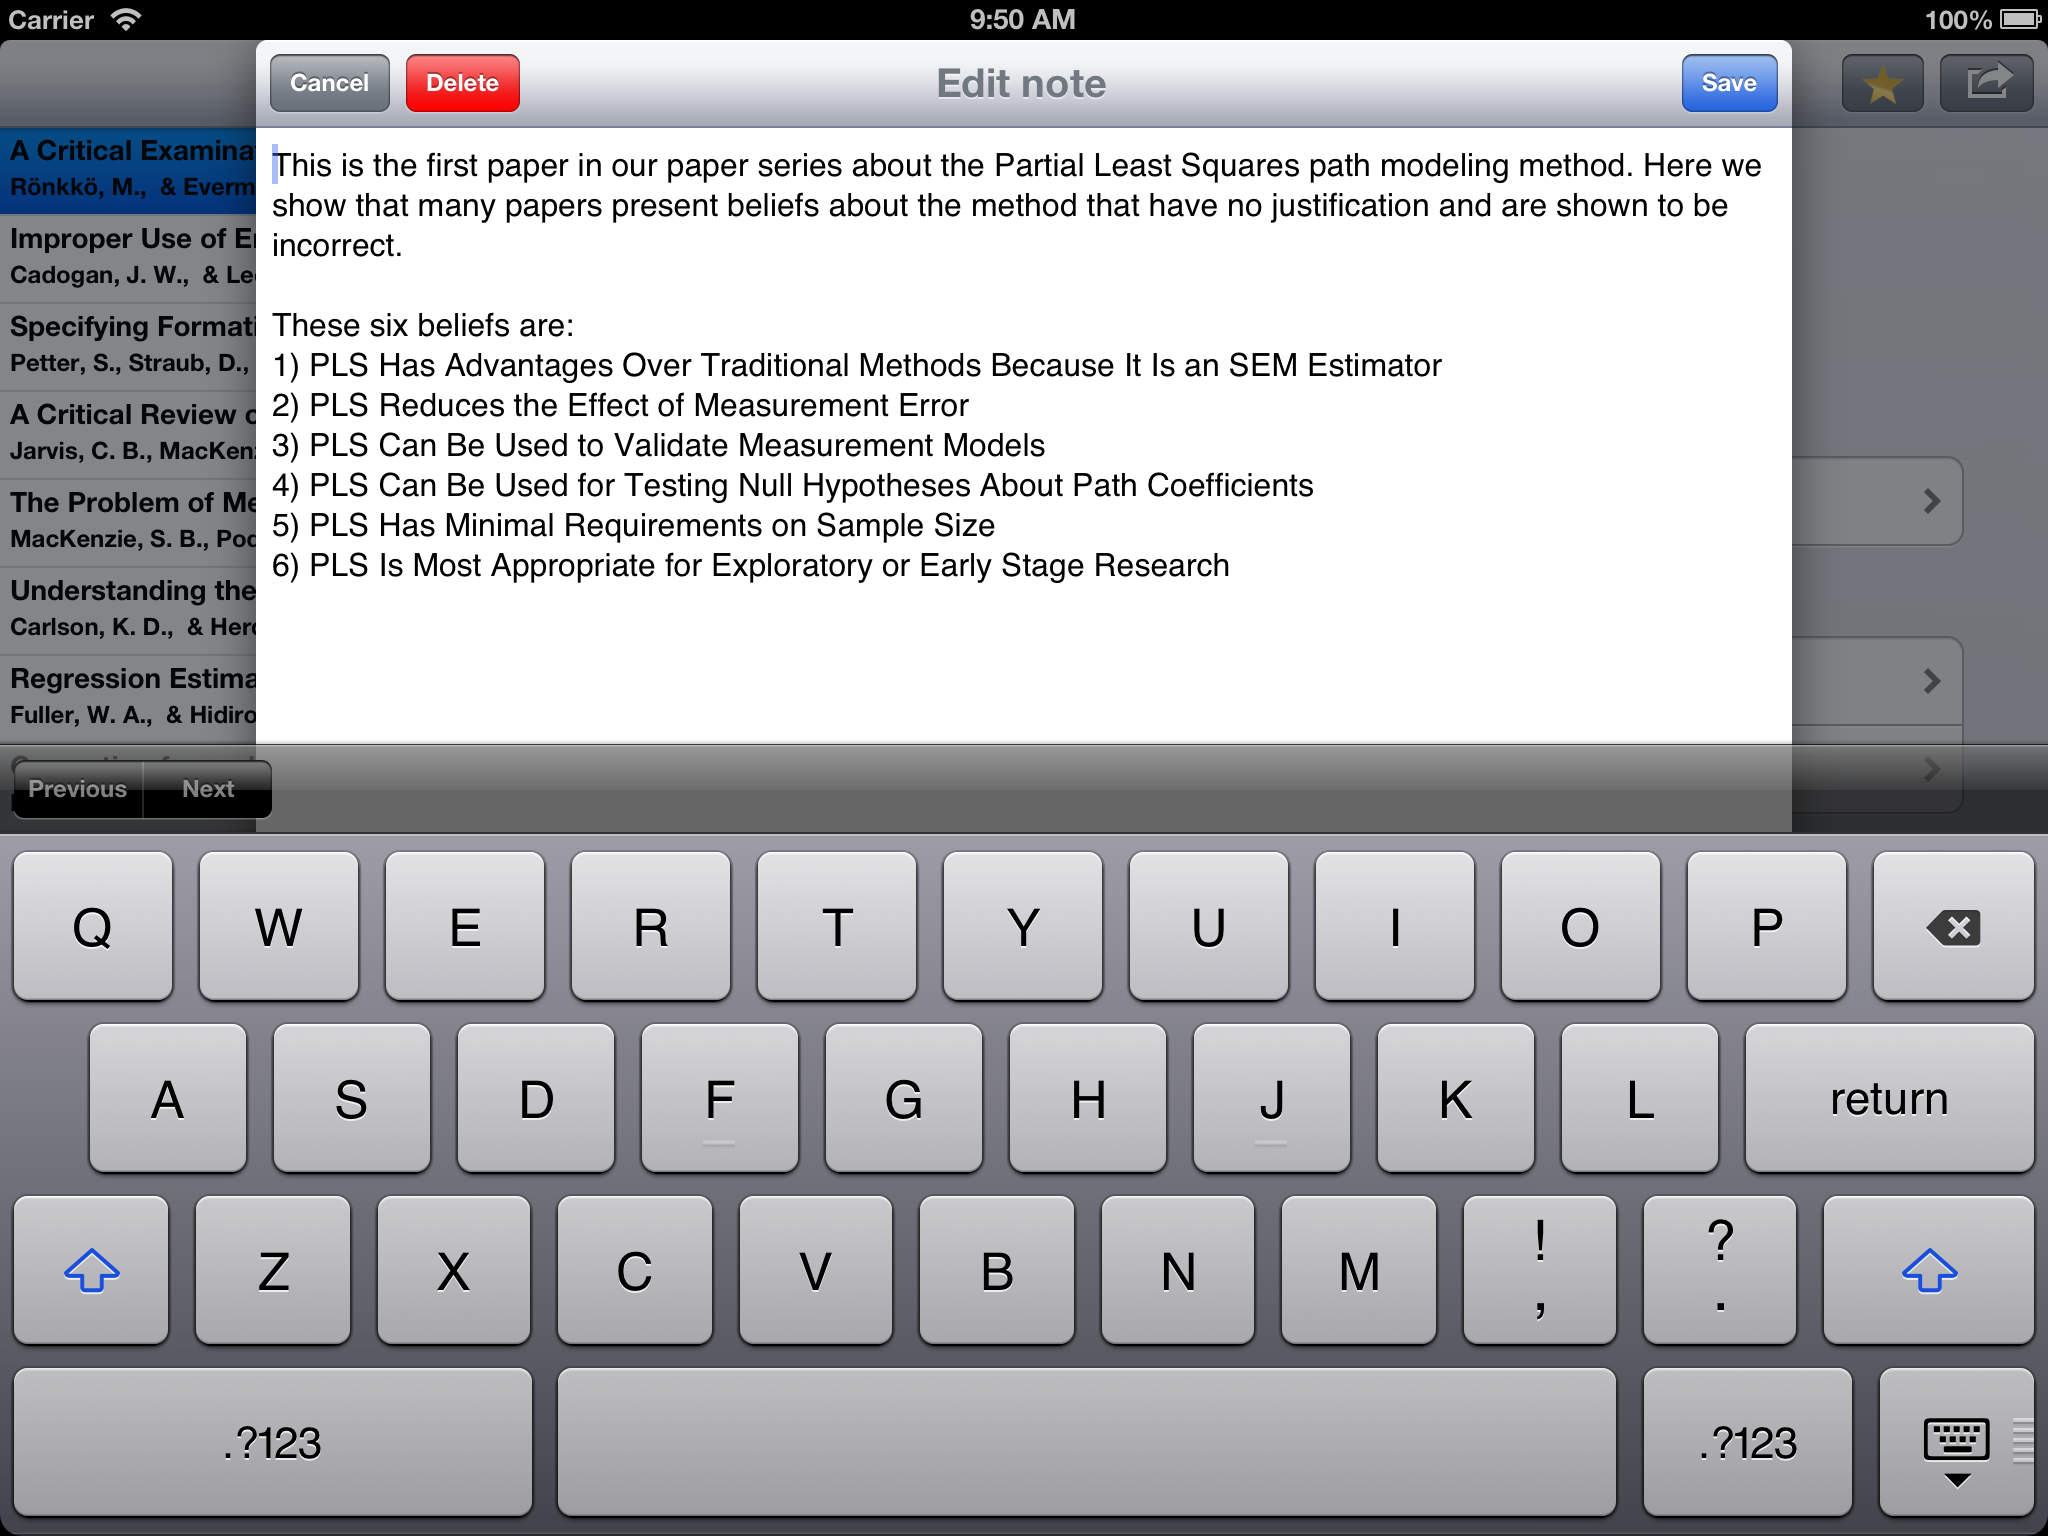 Carrier 9:50 AM 100%
Cancel Delete Edit note Save
A Critical Examina
Rönkkö, M., & Everm
Improper Use of E
Cadogan, J. W., & Le
Specifying Formati
Petter, S., Straub, D.,
A Critical Review
Jarvis, C. B., MacKen
The Problem of Me
MacKenzie, S. B., Pod
Understanding the
Carlson, K. D., & Her
Regression Estima
Fuller, W. A., & Hidiro
This is the first paper in our paper series about the Partial Least Squares path modeling method. Here we
show that many papers present beliefs about the method that have no justification and are shown to be
incorrect.
These six beliefs are:
1) PLS Has Advantages Over Traditional Methods Because It Is an SEM Estimator
2) PLS Reduces the Effect of Measurement Error
3) PLS Can Be Used to Validate Measurement Models
4) PLS Can Be Used for Testing Null Hypotheses About Path Coefficients
5) PLS Has Minimal Requirements on Sample Size
6) PLS Is Most Appropriate for Exploratory or Early Stage Research
Previous Next
Q W E R T Y U I O P
A S D F G H J K L return
Z X C V B N M ! , ? .
.?123 .?123